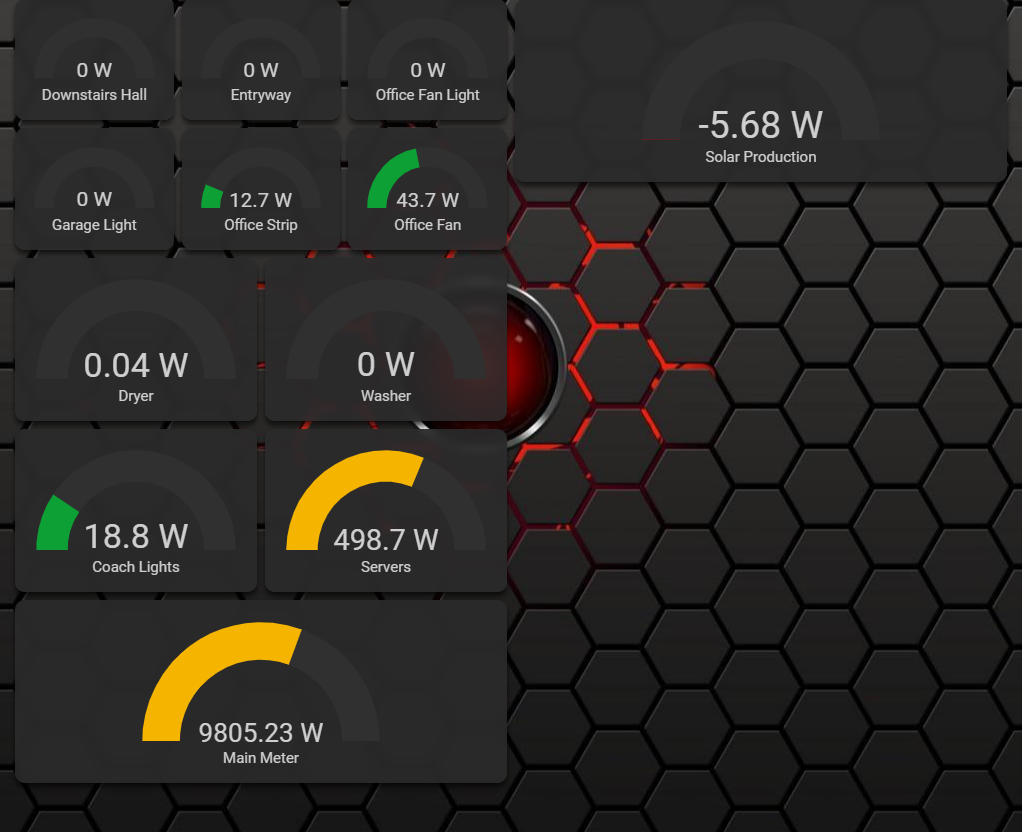 0 W
Downstairs Hall
0 W
Entryway
0 W
Office Fan Light
-5.68 W
Solar Production
0 W
Garage Light
12.7 W
Office Strip
43.7 W
Office Fan
0.04 W
Dryer
0 W
Washer
18.8 W
Coach Lights
498.7 W
Servers
9805.23 W
Main Meter